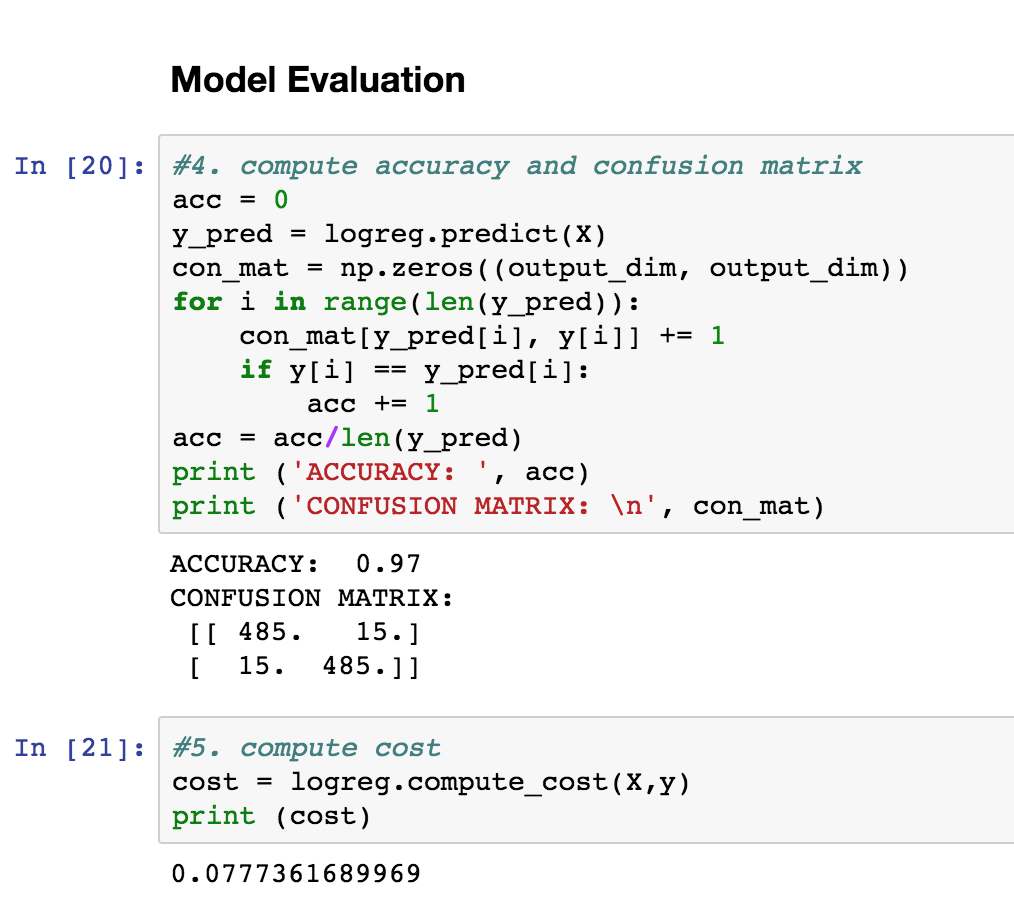 Model Evaluation
In [20]: #4. compute accuracy and confusion matrix
acc = 0
y_pred = logreg.predict(X)
con_mat = np.zeros((output_dim, output_dim))
for i in range(len(y_pred)):
    con_mat[y_pred[i], y[i]] += 1
    if y[i] == y_pred[i]:
        acc += 1
acc = acc/len(y_pred)
print ('ACCURACY: ', acc)
print ('CONFUSION MATRIX: \n', con_mat)
ACCURACY:  0.97
CONFUSION MATRIX:
 [[ 485.   15.]
 [  15.  485.]]
In [21]: #5. compute cost
cost = logreg.compute_cost(X,y)
print (cost)
0.0777361689969